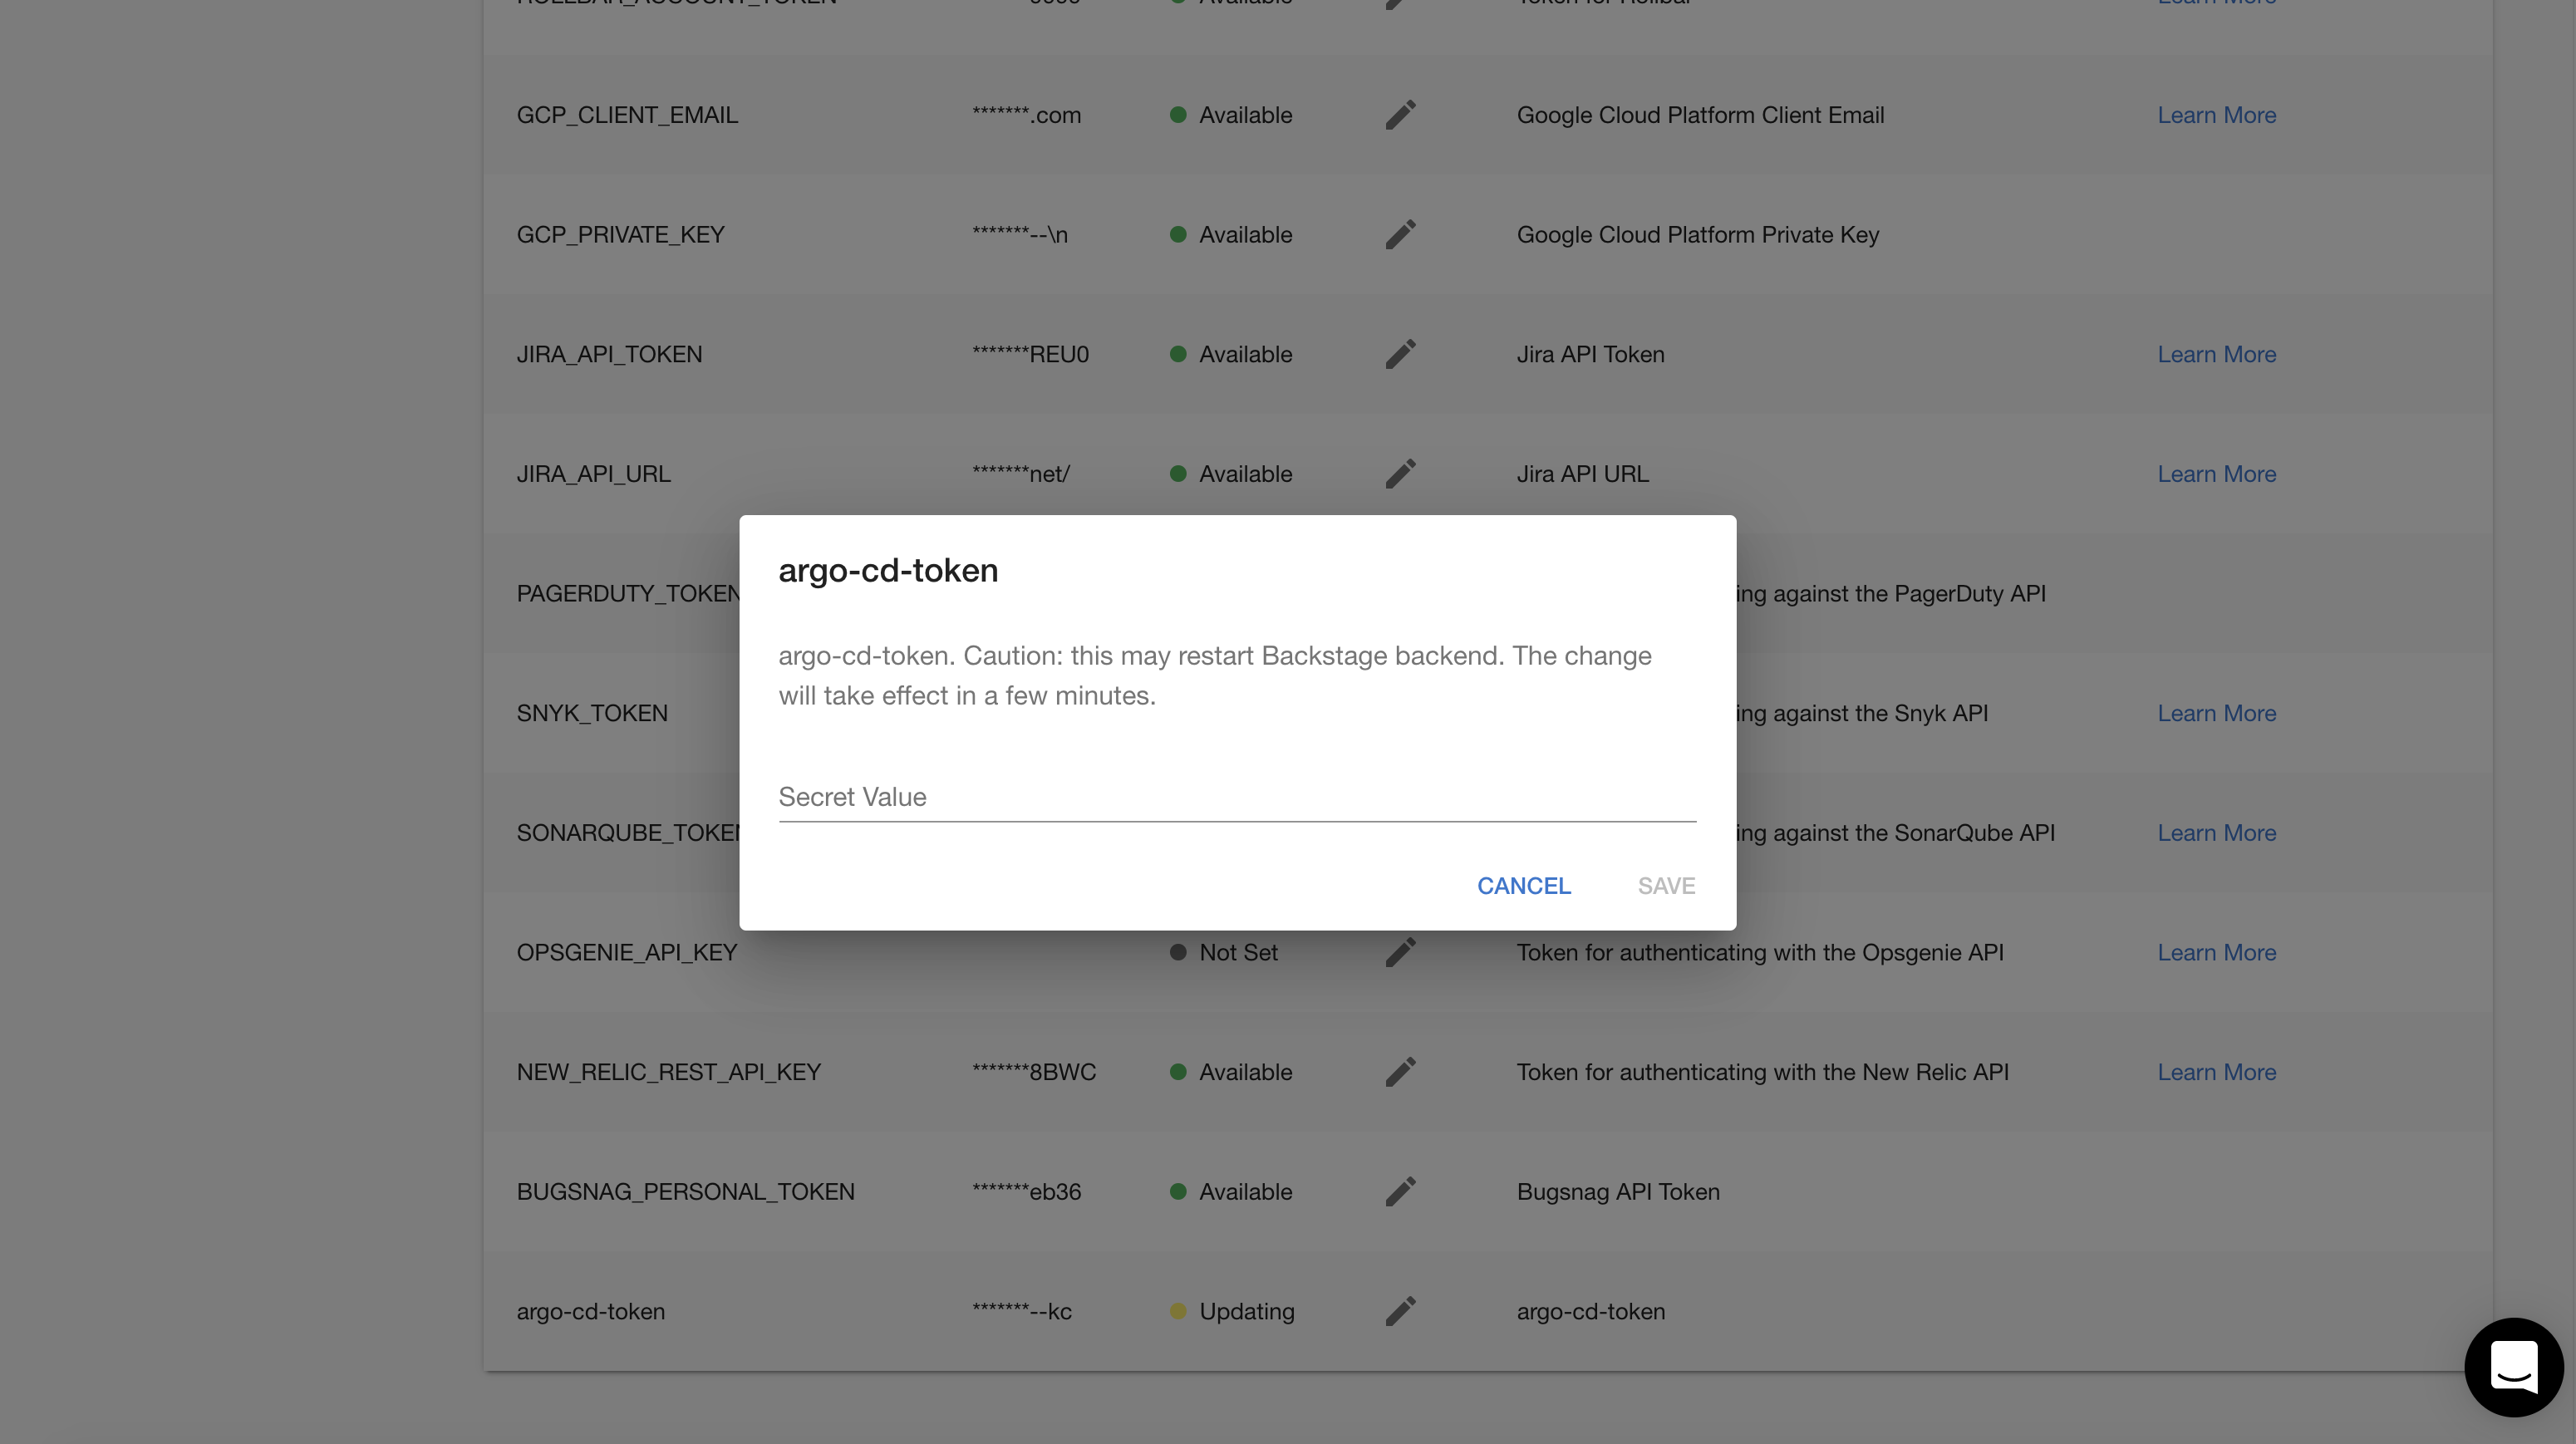 GCP_CLIENT_EMAIL *******.com Available Google Cloud Platform Client Email Learn More
GCP_PRIVATE_KEY *******--\n Available Google Cloud Platform Private Key
JIRA_API_TOKEN *******REU0 Available Jira API Token Learn More
JIRA_API_URL *******net/ Available Jira API URL Learn More
argo-cd-token
PAGERDUTY_TOKEN ing against the PagerDuty API
argo-cd-token. Caution: this may restart Backstage backend. The change
will take effect in a few minutes.
SNYK_TOKEN ing against the Snyk API Learn More
Secret Value
SONARQUBE_TOKEN ing against the SonarQube API Learn More
CANCEL SAVE
OPSGENIE_API_KEY Not Set Token for authenticating with the Opsgenie API Learn More
NEW_RELIC_REST_API_KEY *******8BWC Available Token for authenticating with the New Relic API Learn More
BUGSNAG_PERSONAL_TOKEN *******eb36 Available Bugsnag API Token
argo-cd-token *******--kc Updating argo-cd-token